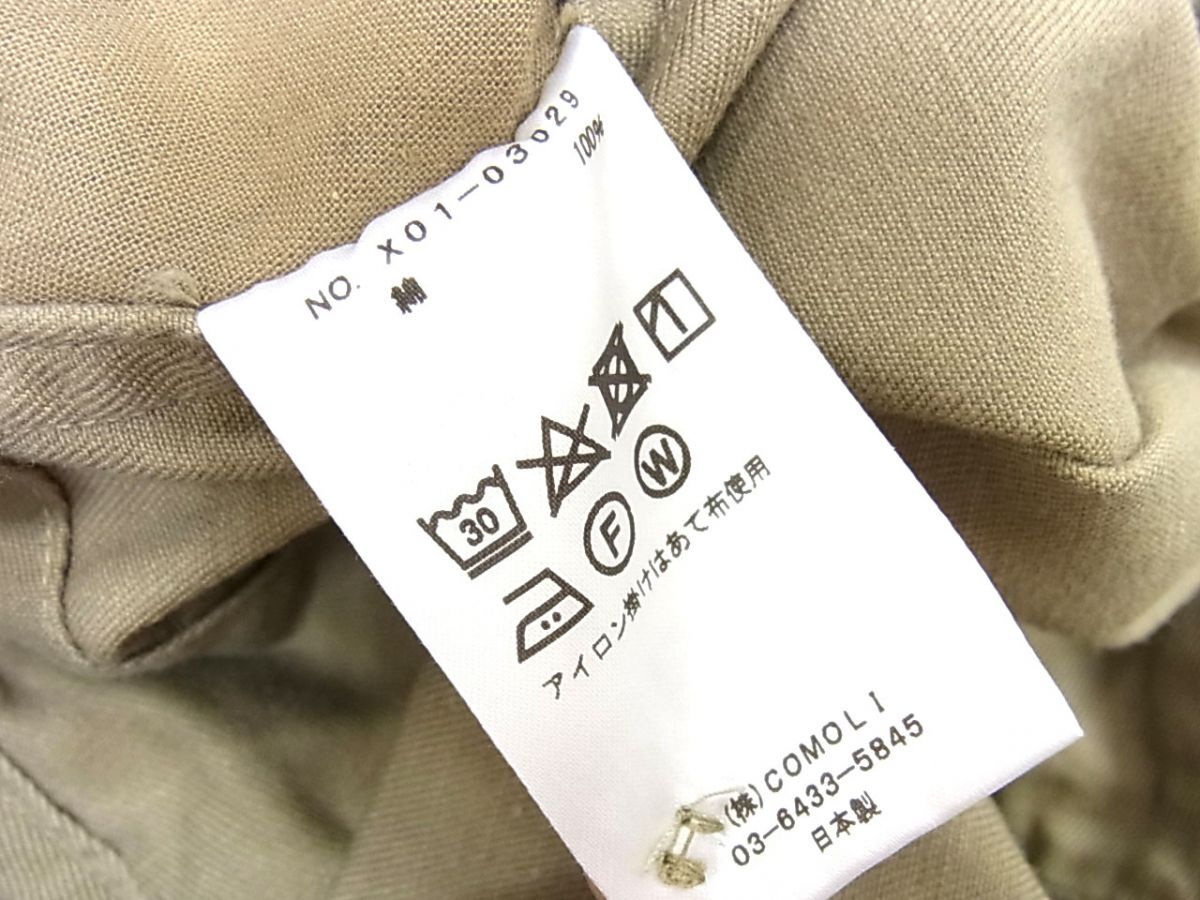 NO. X01-03029
綿 100%
30
F W
アイロン掛けはあて布使用
(株)COMOLI
03-6433-5845
日本製